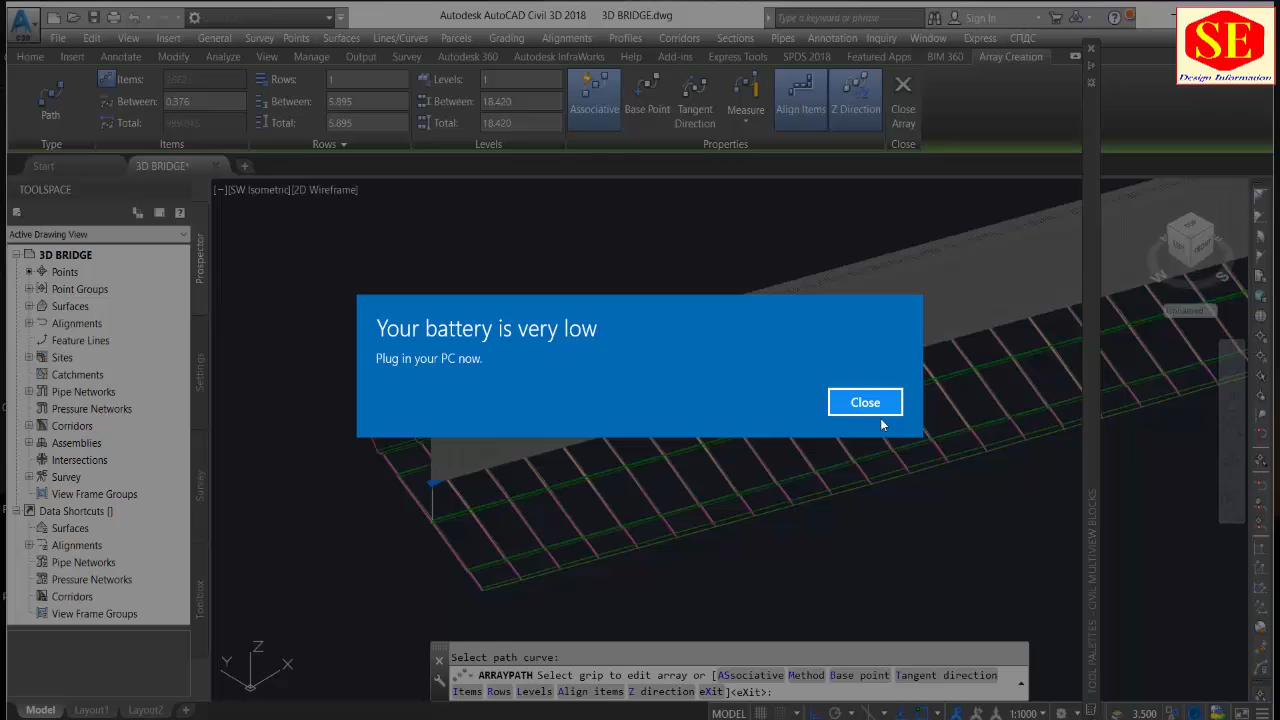 Autodesk AutoCAD Civil 3D 2018 3D BRIDGE.dwg
Type a keyword or phrase
Sign In
SE
Design Information
File Edit View Insert General Survey Points Surfaces Lines/Curves Parcels Grading Alignments Profiles Corridors Sections Pipes Annotation Inquiry Window Express СПДС
Home Insert Annotate Modify Analyze View Manage Output Survey Autodesk 360 Autodesk InfraWorks Help Add-ins Express Tools SPDS 2018 Featured Apps BIM 360 Array Creation
Path
Type
Items:
Between: 0.376
Total:
Items
Rows: 1
Between: 5.895
Total: 5.895
Rows
Levels: 1
Between: 18.420
Total: 18.420
Levels
Associative
Base Point
Tangent
Direction
Measure
Align Items
Z Direction
Properties
Close
Array
Close
Start
3D BRIDGE*
TOOLSPACE
[−][SW Isometric][2D Wireframe]
Active Drawing View
3D BRIDGE
Points
Point Groups
Surfaces
Alignments
Feature Lines
Sites
Catchments
Pipe Networks
Pressure Networks
Corridors
Assemblies
Intersections
Survey
View Frame Groups
Data Shortcuts []
Surfaces
Alignments
Pipe Networks
Pressure Networks
Corridors
View Frame Groups
Prospector
Settings
Survey
Toolbox
TOP
LEFT
FRONT
W
S
Unnamed
Your battery is very low
Plug in your PC now.
Close
TOOL PALETTES - CIVIL MULTIVIEW BLOCKS
Z
Y
X
Select path curve:
ARRAYPATH Select grip to edit array or [ASsociative Method Base point Tangent direction
Items Rows Levels Align items Z direction eXit]<eXit>:
Model Layout1 Layout2 +
MODEL
1:1000
3.500